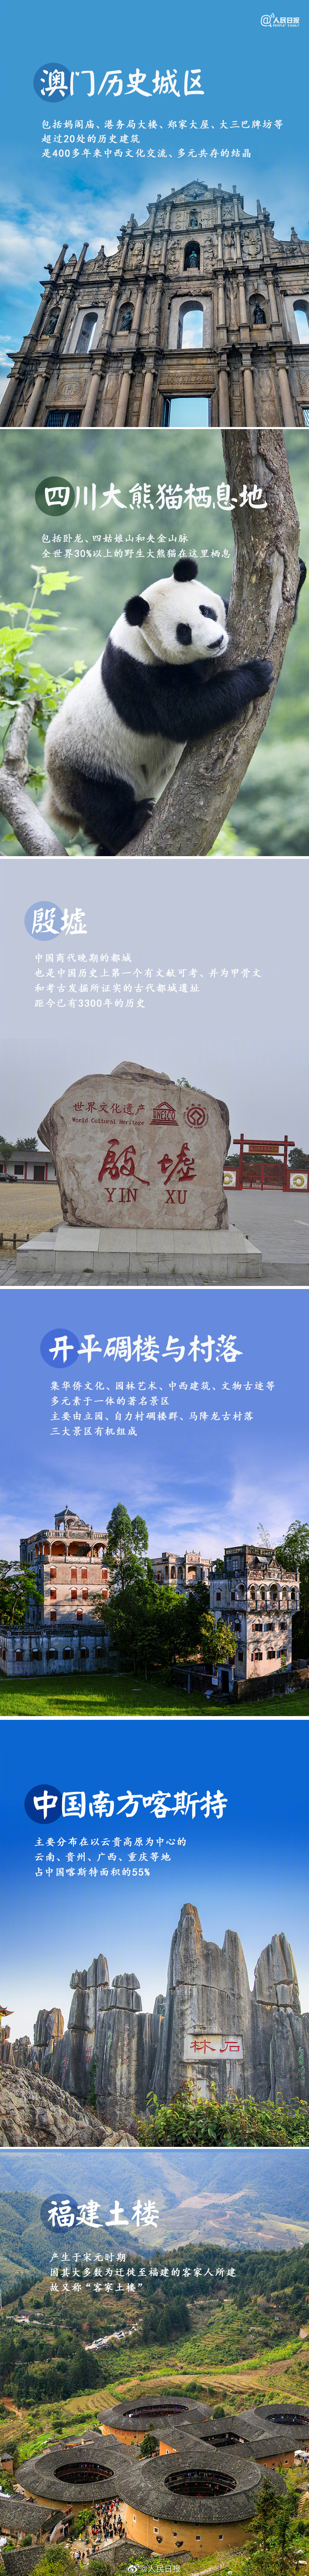 @人民日报
PEOPLE'S DAILY
澳门历史城区
包括妈阁庙、港务局大楼、郑家大屋、大三巴牌坊等
超过20处的历史建筑
是400多年来中西文化交流、多元共存的结晶
四川大熊猫栖息地
包括卧龙、四姑娘山和夹金山脉
全世界30%以上的野生大熊猫在这里栖息
殷墟
中国商代晚期的都城
也是中国历史上第一个有文献可考、并为甲骨文
和考古发掘所证实的古代都城遗址
距今已有3300年的历史
世界文化遗产
World Cultural Heritage
UNESCO
殷墟
YIN XU
开平碉楼与村落
集华侨文化、园林艺术、中西建筑、文物古迹等
多元素于一体的著名景区
主要由立园、自力村碉楼群、马降龙古村落
三大景区有机组成
中国南方喀斯特
主要分布在以云贵高原为中心的
云南、贵州、广西、重庆等地
占中国喀斯特面积的55%
林石
福建土楼
产生于宋元时期
因其大多数为迁徙至福建的客家人所建
故又称“客家土楼”
@人民日报